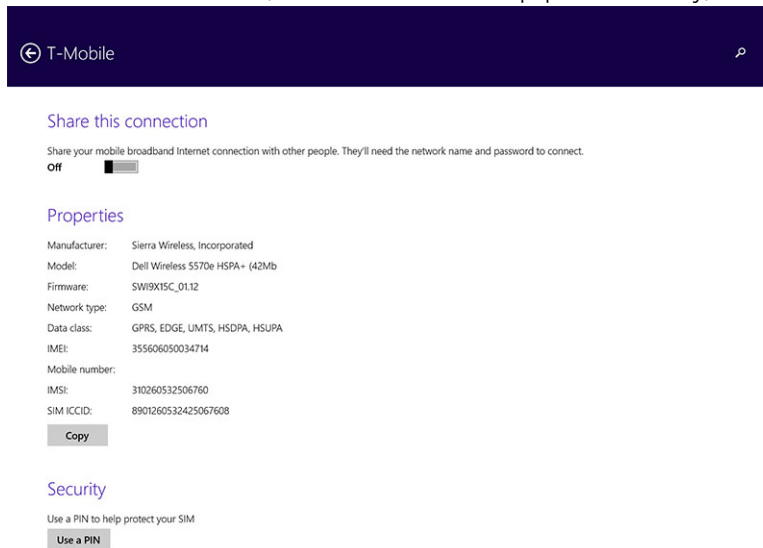 T-Mobile
Share this connection
Share your mobile broadband Internet connection with other people. They'll need the network name and password to connect.
Off
Properties
Manufacturer: Sierra Wireless, Incorporated
Model: Dell Wireless 5570e HSPA+ (42Mb
Firmware: SWI9X15C_01.12
Network type: GSM
Data class: GPRS, EDGE, UMTS, HSDPA, HSUPA
IMEI: 355606050034714
Mobile number:
IMSI: 310260532506760
SIM ICCID: 8901260532425067608
Copy
Security
Use a PIN to help protect your SIM
Use a PIN